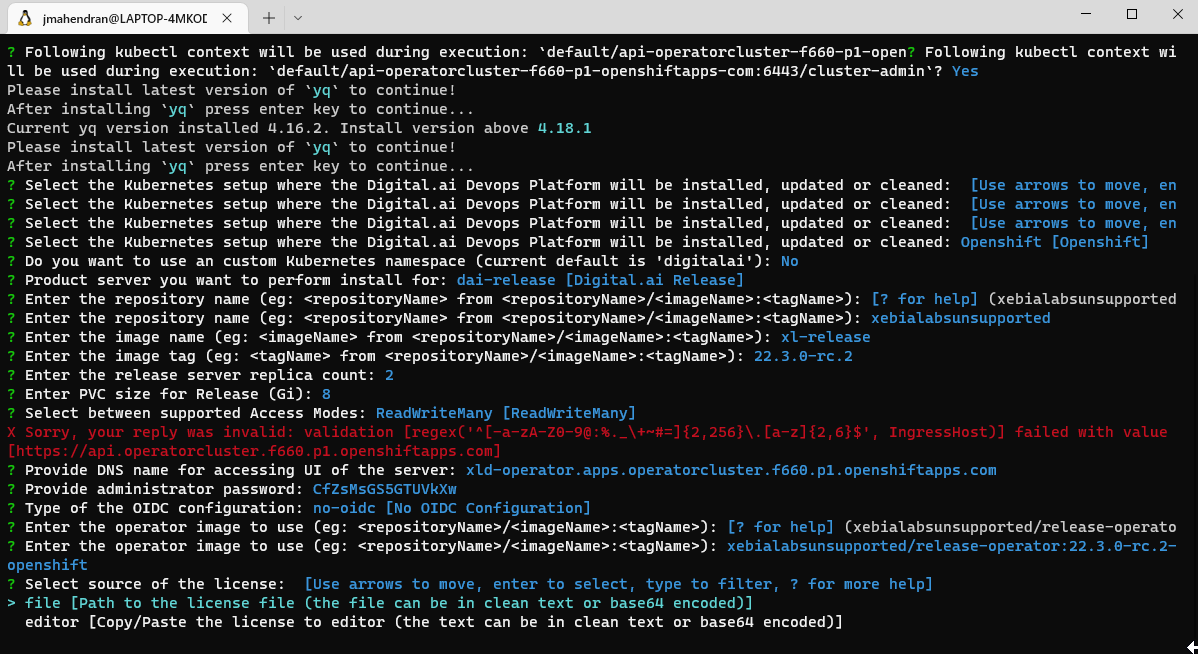 jmahendran@LAPTOP-4MKOD
? Following kubectl context will be used during execution: `default/api-operatorcluster-f660-p1-open? Following kubectl context wi
ll be used during execution: `default/api-operatorcluster-f660-p1-openshiftapps-com:6443/cluster-admin`? Yes
Please install latest version of `yq` to continue!
After installing `yq` press enter key to continue...
Current yq version installed 4.16.2. Install version above 4.18.1
Please install latest version of `yq` to continue!
After installing `yq` press enter key to continue...
? Select the Kubernetes setup where the Digital.ai Devops Platform will be installed, updated or cleaned:  [Use arrows to move, en
? Select the Kubernetes setup where the Digital.ai Devops Platform will be installed, updated or cleaned:  [Use arrows to move, en
? Select the Kubernetes setup where the Digital.ai Devops Platform will be installed, updated or cleaned:  [Use arrows to move, en
? Select the Kubernetes setup where the Digital.ai Devops Platform will be installed, updated or cleaned: Openshift [Openshift]
? Do you want to use an custom Kubernetes namespace (current default is 'digitalai'): No
? Product server you want to perform install for: dai-release [Digital.ai Release]
? Enter the repository name (eg: <repositoryName> from <repositoryName>/<imageName>:<tagName>): [? for help] (xebialabsunsupported
? Enter the repository name (eg: <repositoryName> from <repositoryName>/<imageName>:<tagName>): xebialabsunsupported
? Enter the image name (eg: <imageName> from <repositoryName>/<imageName>:<tagName>): xl-release
? Enter the image tag (eg: <tagName> from <repositoryName>/<imageName>:<tagName>): 22.3.0-rc.2
? Enter the release server replica count: 2
? Enter PVC size for Release (Gi): 8
? Select between supported Access Modes: ReadWriteMany [ReadWriteMany]
X Sorry, your reply was invalid: validation [regex('^[-a-zA-Z0-9@:%._\+~#=]{2,256}\.[a-z]{2,6}$', IngressHost)] failed with value
[https://api.operatorcluster.f660.p1.openshiftapps.com]
? Provide DNS name for accessing UI of the server: xld-operator.apps.operatorcluster.f660.p1.openshiftapps.com
? Provide administrator password: CfZsMsGS5GTUVkXw
? Type of the OIDC configuration: no-oidc [No OIDC Configuration]
? Enter the operator image to use (eg: <repositoryName>/<imageName>:<tagName>): [? for help] (xebialabsunsupported/release-operato
? Enter the operator image to use (eg: <repositoryName>/<imageName>:<tagName>): xebialabsunsupported/release-operator:22.3.0-rc.2-
openshift
? Select source of the license:  [Use arrows to move, enter to select, type to filter, ? for more help]
> file [Path to the license file (the file can be in clean text or base64 encoded)]
  editor [Copy/Paste the license to editor (the text can be in clean text or base64 encoded)]